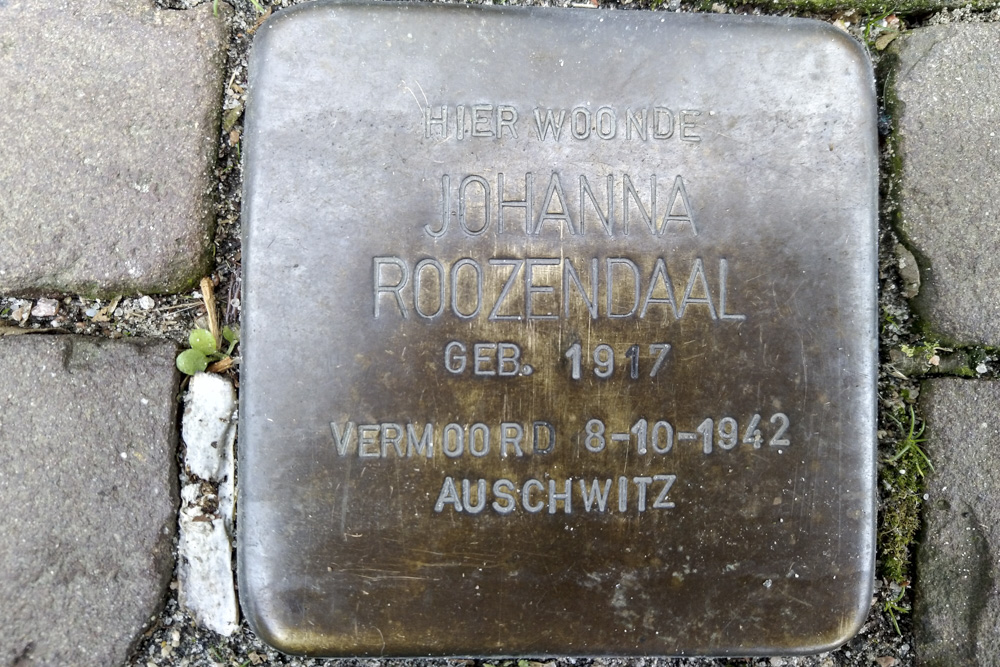 HIER WOONDE
JOHANNA
ROOZENDAAL
GEB. 1917
VERMOORD 8-10-1942
AUSCHWITZ